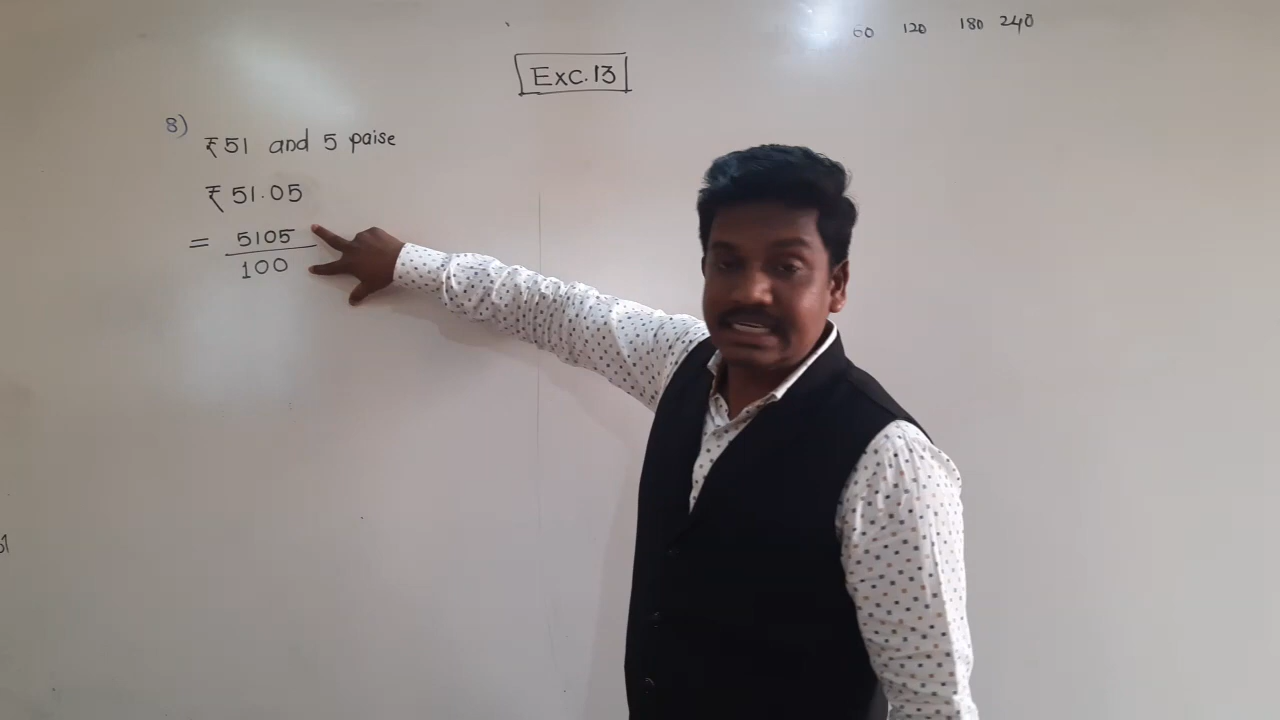 60 120 180 240
Exc.13
8)
₹51 and 5 paise
₹51.05
= 5105
100